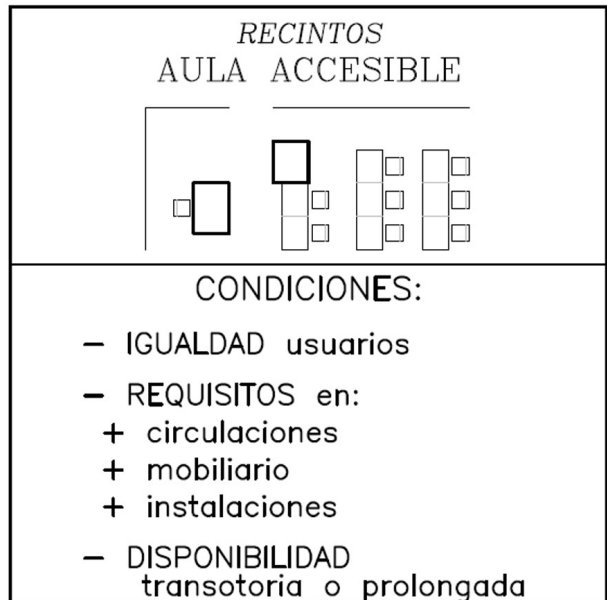 RECINTOS
AULA ACCESIBLE
CONDICIONES:
- IGUALDAD usuarios
- REQUISITOS en:
+ circulaciones
+ mobiliario
+ instalaciones
- DISPONIBILIDAD
transotoria o prolongada